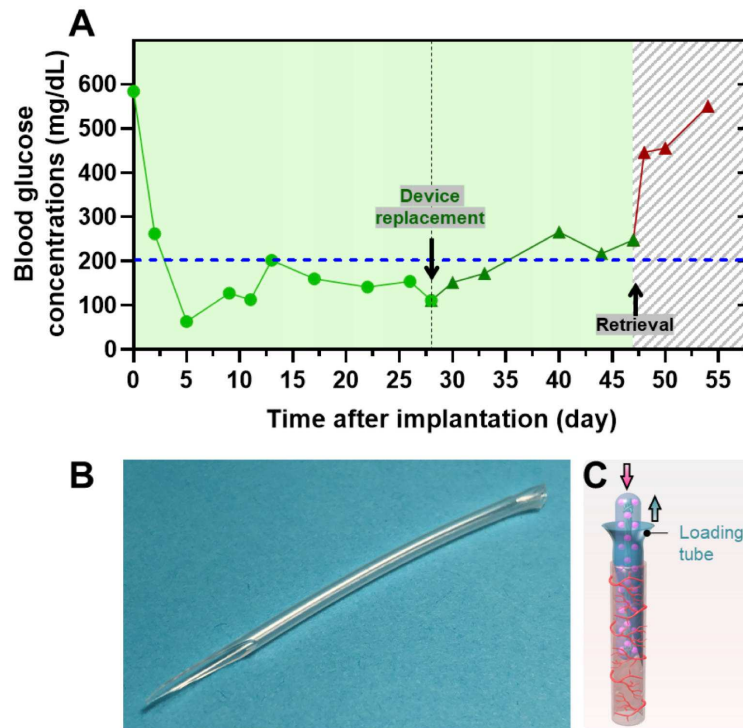 A
Blood glucose
concentrations (mg/dL)
600
500
400
300
200
100
0
Device
replacement
Retrieval
0 5 10 15 20 25 30 35 40 45 50 55
Time after implantation (day)
B
C
Loading
tube